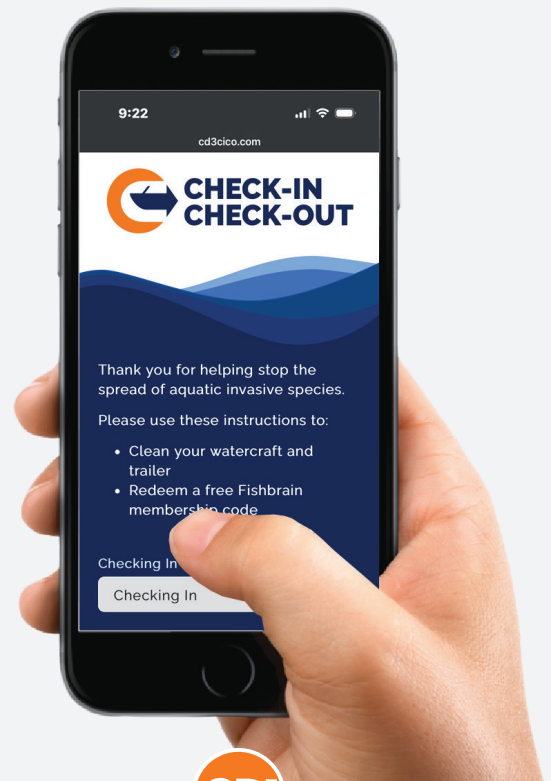 9:22
cd3cico.com
CHECK-IN
CHECK-OUT
Thank you for helping stop the
spread of aquatic invasive species.
Please use these instructions to:
• Clean your watercraft and
trailer
• Redeem a free Fishbrain
membership code
Checking In
Checking In